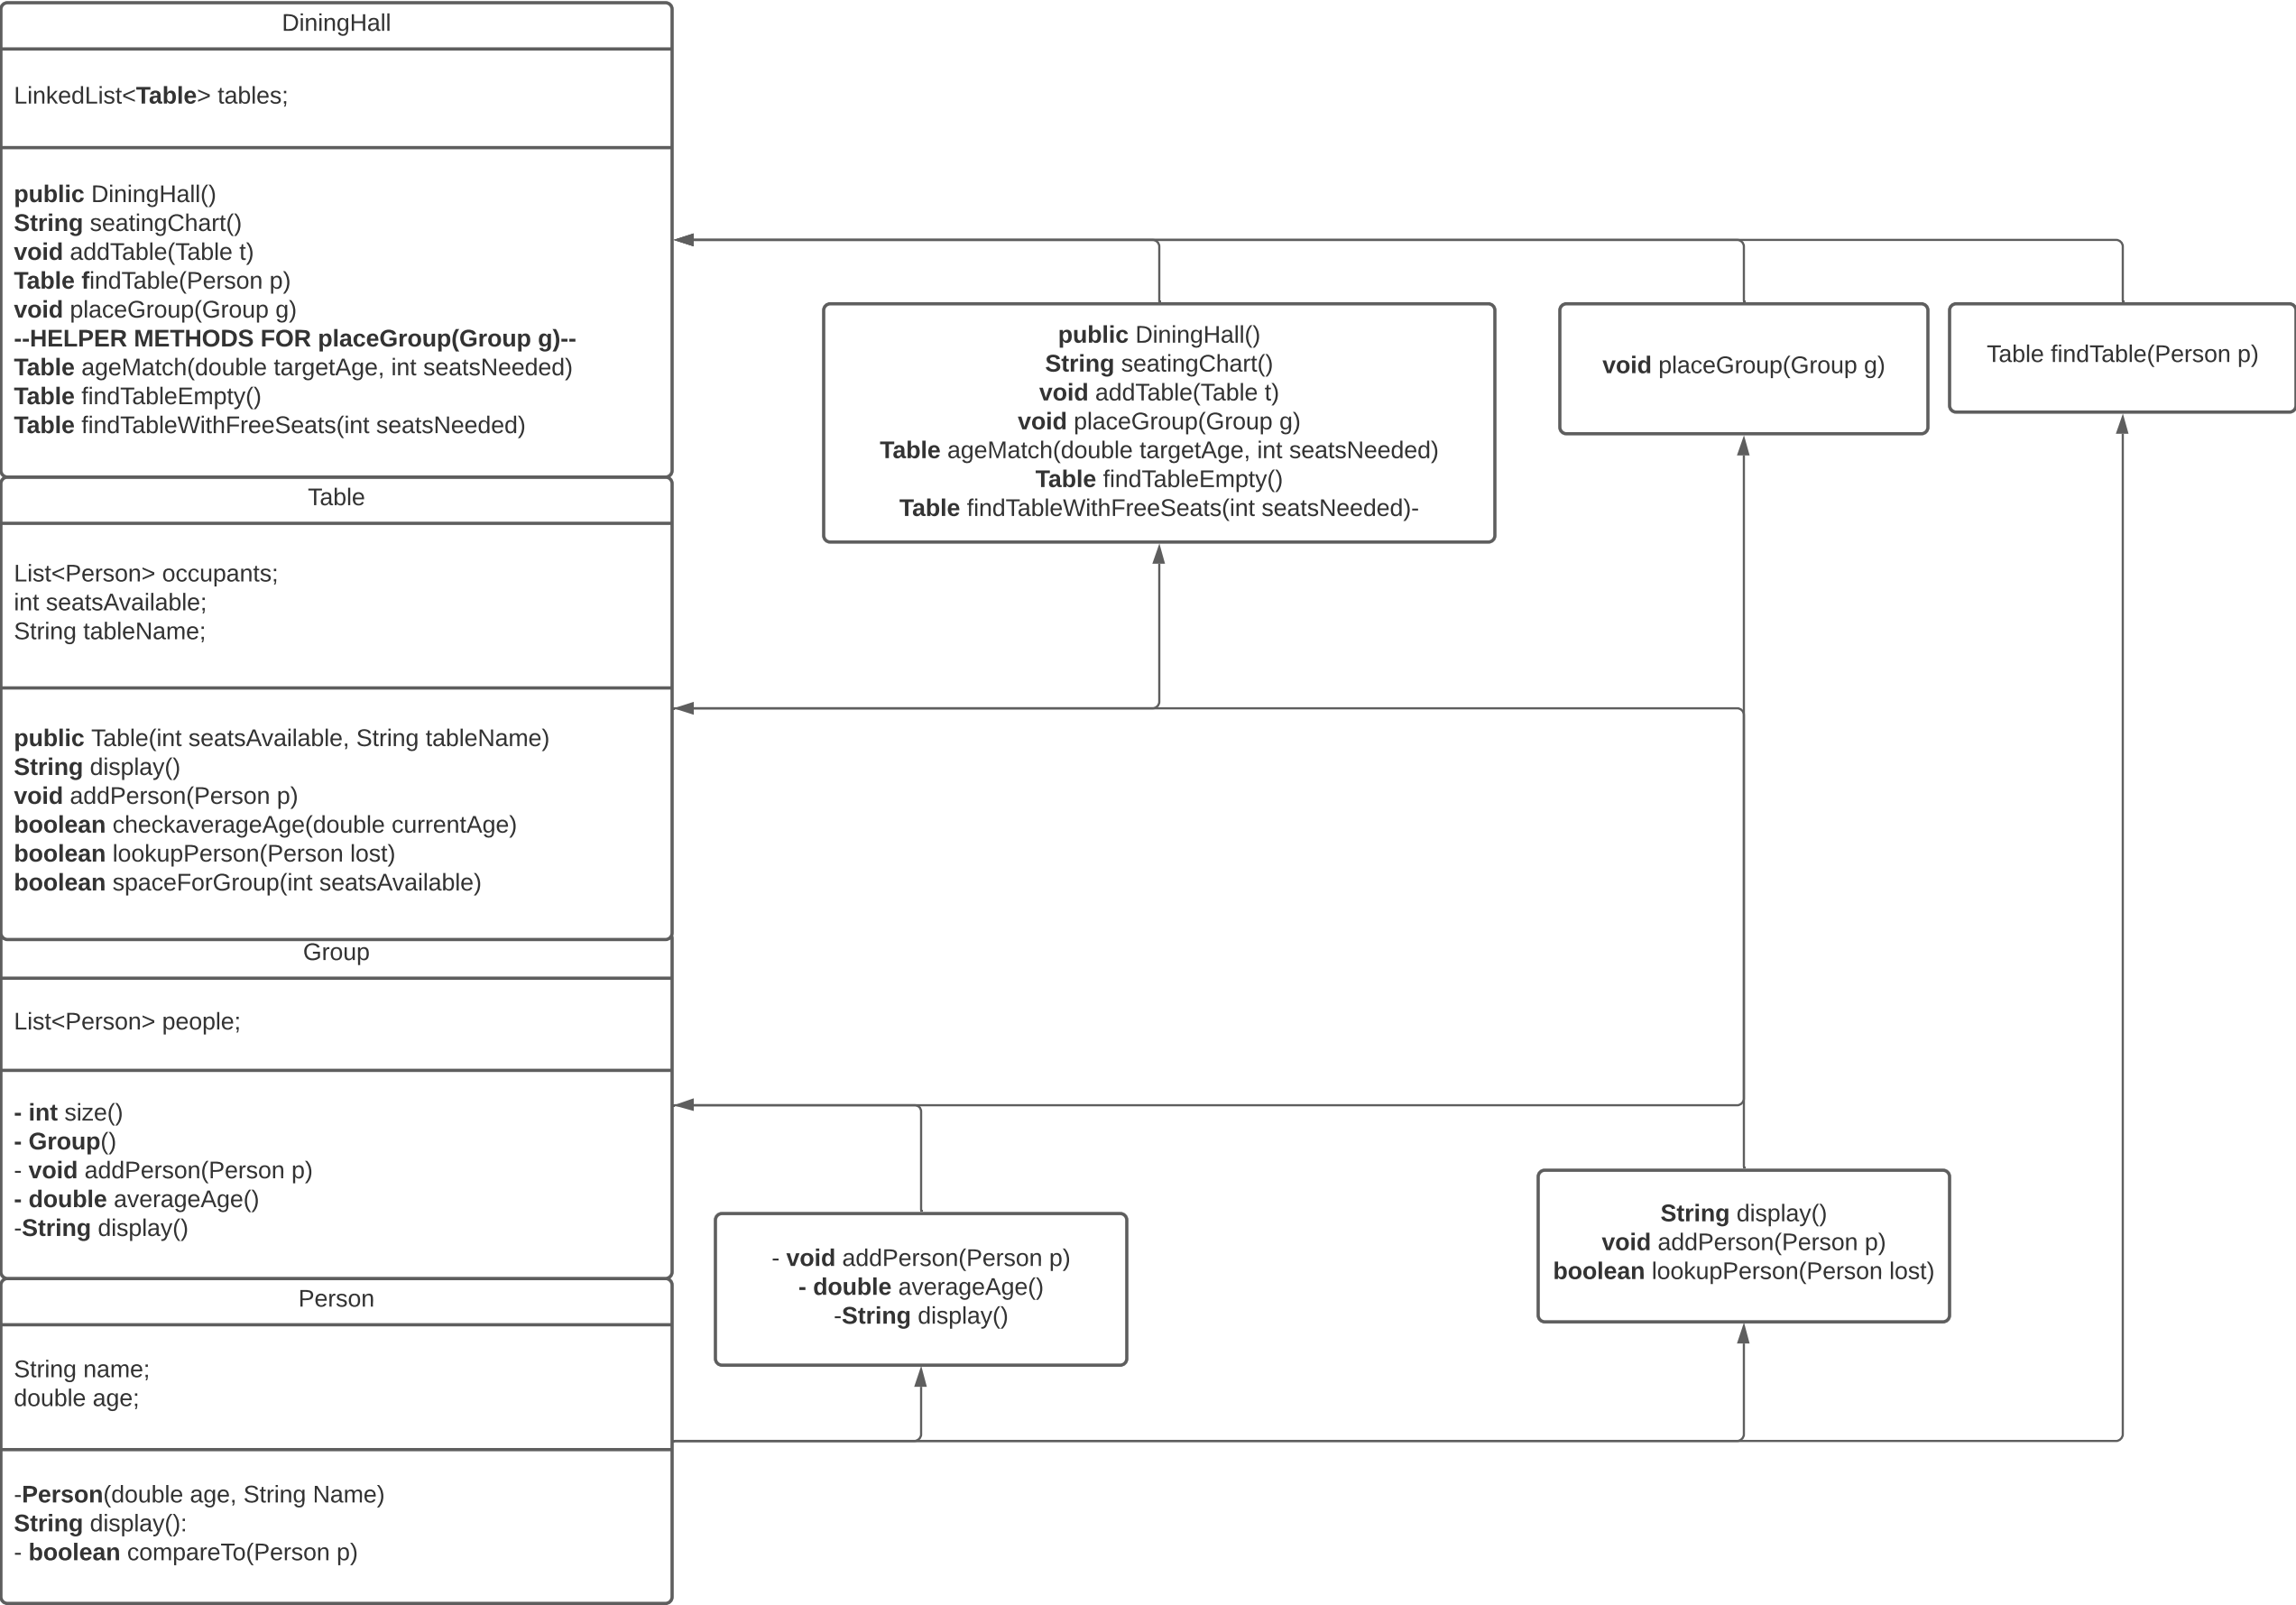 DiningHall
LinkedList<Table> tables;
public DiningHall()
String seatingChart()
void addTable(Table t)
Table findTable(Person p)
void placeGroup(Group g)
--HELPER METHODS FOR placeGroup(Group g)--
Table ageMatch(double targetAge, int seatsNeeded)
Table findTableEmpty()
Table findTableWithFreeSeats(int seatsNeeded)
public DiningHall()
String seatingChart()
void addTable(Table t)
void placeGroup(Group g)
Table ageMatch(double targetAge, int seatsNeeded)
Table findTableEmpty()
Table findTableWithFreeSeats(int seatsNeeded)-
void placeGroup(Group g)
Table findTable(Person p)
Table
List<Person> occupants;
int seatsAvailable;
String tableName;
public Table(int seatsAvailable, String tableName)
String display()
void addPerson(Person p)
boolean checkaverageAge(double currentAge)
boolean lookupPerson(Person lost)
boolean spaceForGroup(int seatsAvailable)
Group
List<Person> people;
- int size()
- Group()
- void addPerson(Person p)
- double averageAge()
-String display()
- void addPerson(Person p)
- double averageAge()
-String display()
String display()
void addPerson(Person p)
boolean lookupPerson(Person lost)
Person
String name;
double age;
-Person(double age, String Name)
String display():
- boolean compareTo(Person p)